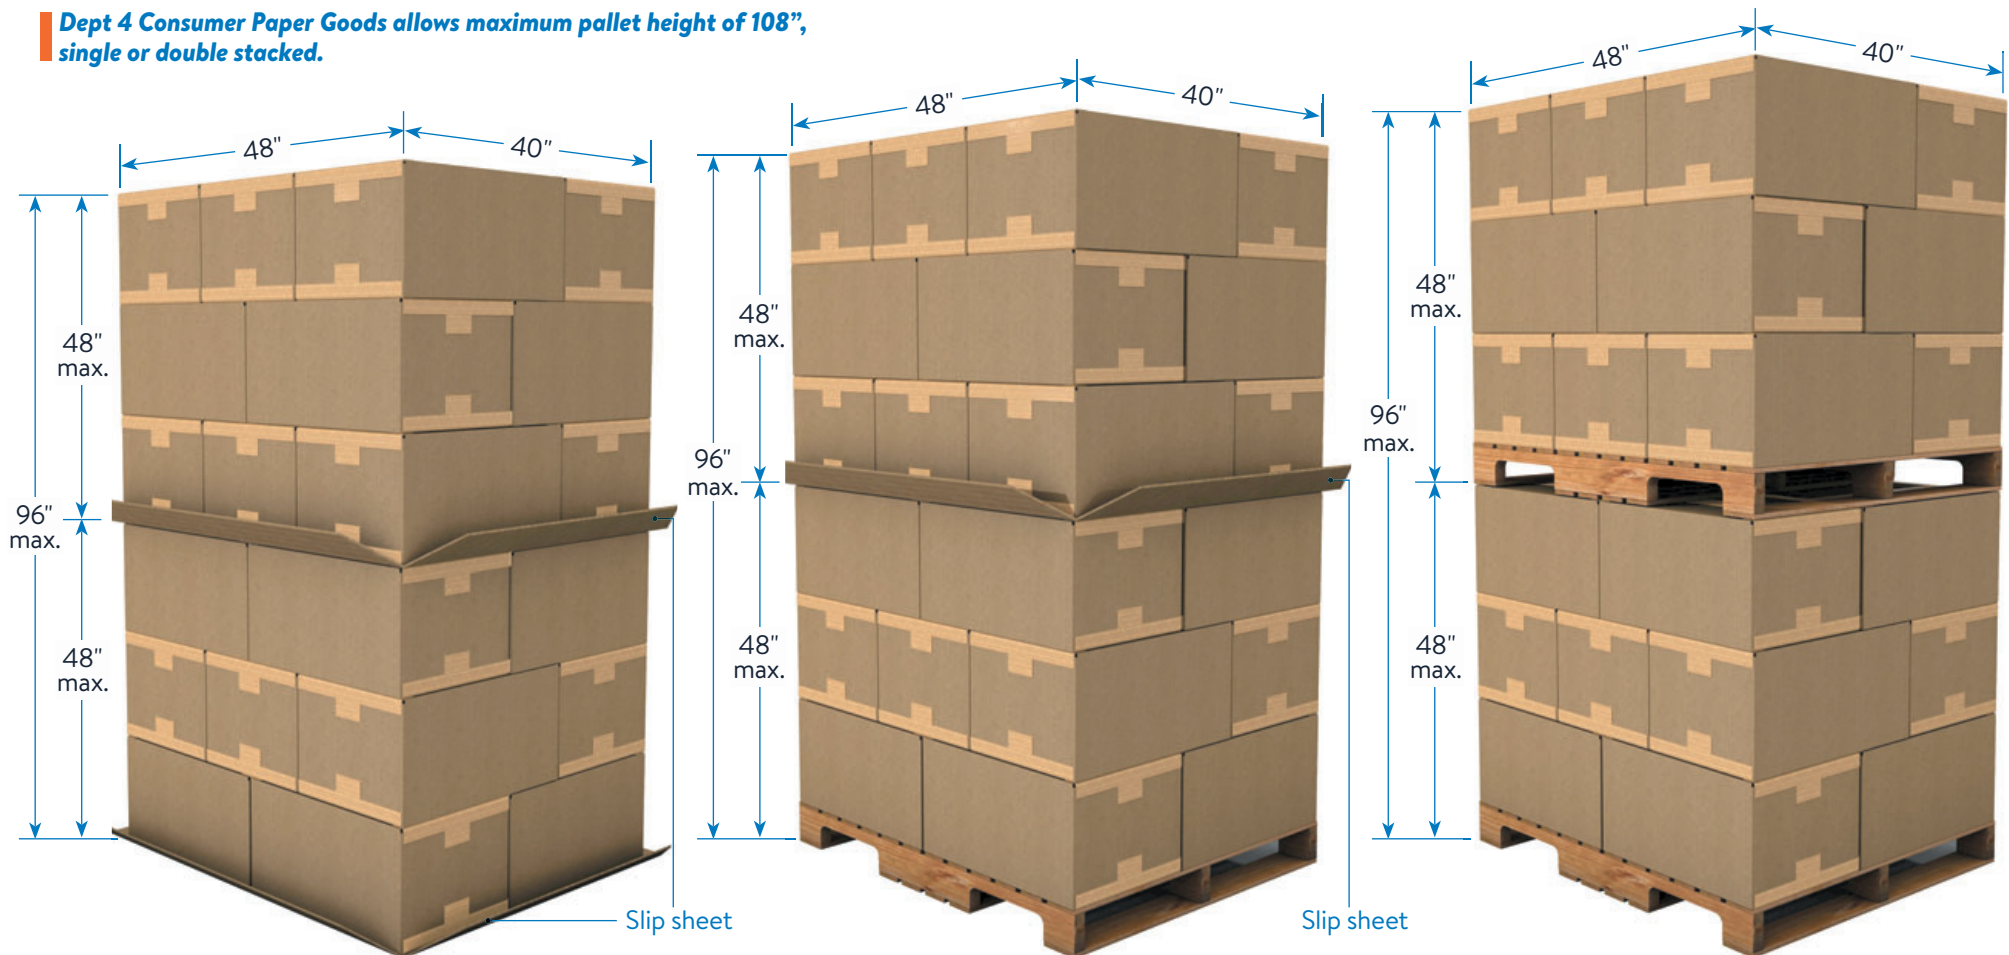 Dept 4 Consumer Paper Goods allows maximum pallet height of 108”,
single or double stacked.
48"
40"
48"
max.
96"
max.
48"
max.
Slip sheet
48"
40"
48"
max.
96"
max.
48"
max.
Slip sheet
48"
40"
48"
max.
96"
max.
48"
max.